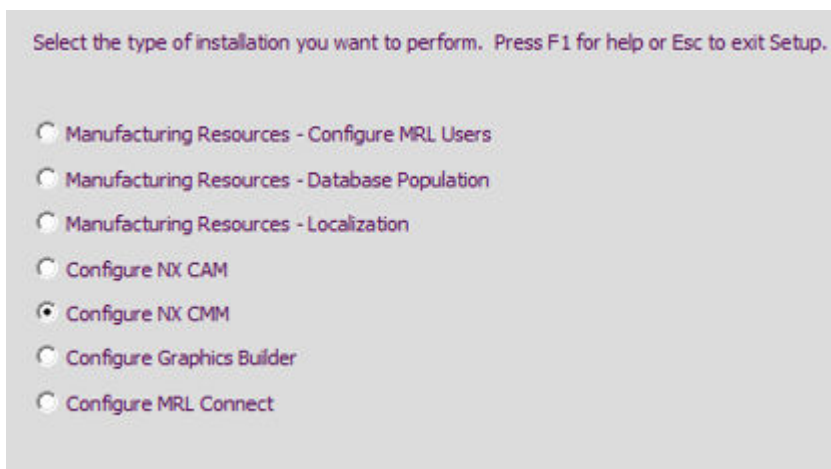 Select the type of installation you want to perform. Press F1 for help or Esc to exit Setup.
Manufacturing Resources - Configure MRL Users
Manufacturing Resources - Database Population
Manufacturing Resources - Localization
Configure NX CAM
Configure NX CMM
Configure Graphics Builder
Configure MRL Connect